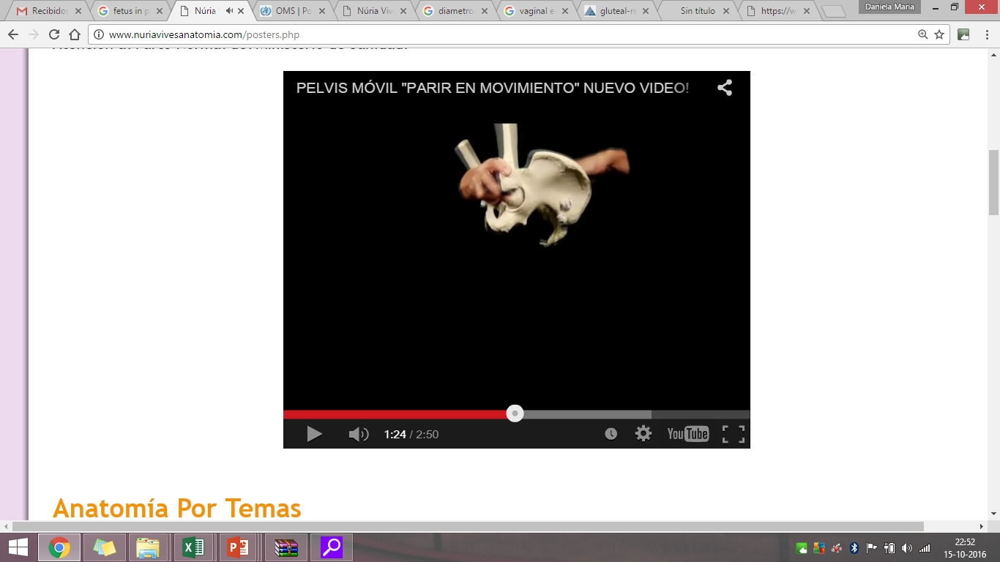 Recibidos
fetus in p
Núria
OMS | Po
Núria Viv
diametro
vaginal e
gluteal-re
Sin título
https://w
Daniela Maria
www.nuriavivesanatomia.com/posters.php
PELVIS MÓVIL "PARIR EN MOVIMIENTO" NUEVO VIDEO!
1:24 / 2:50
YouTube
Anatomía Por Temas
22:52
15-10-2016